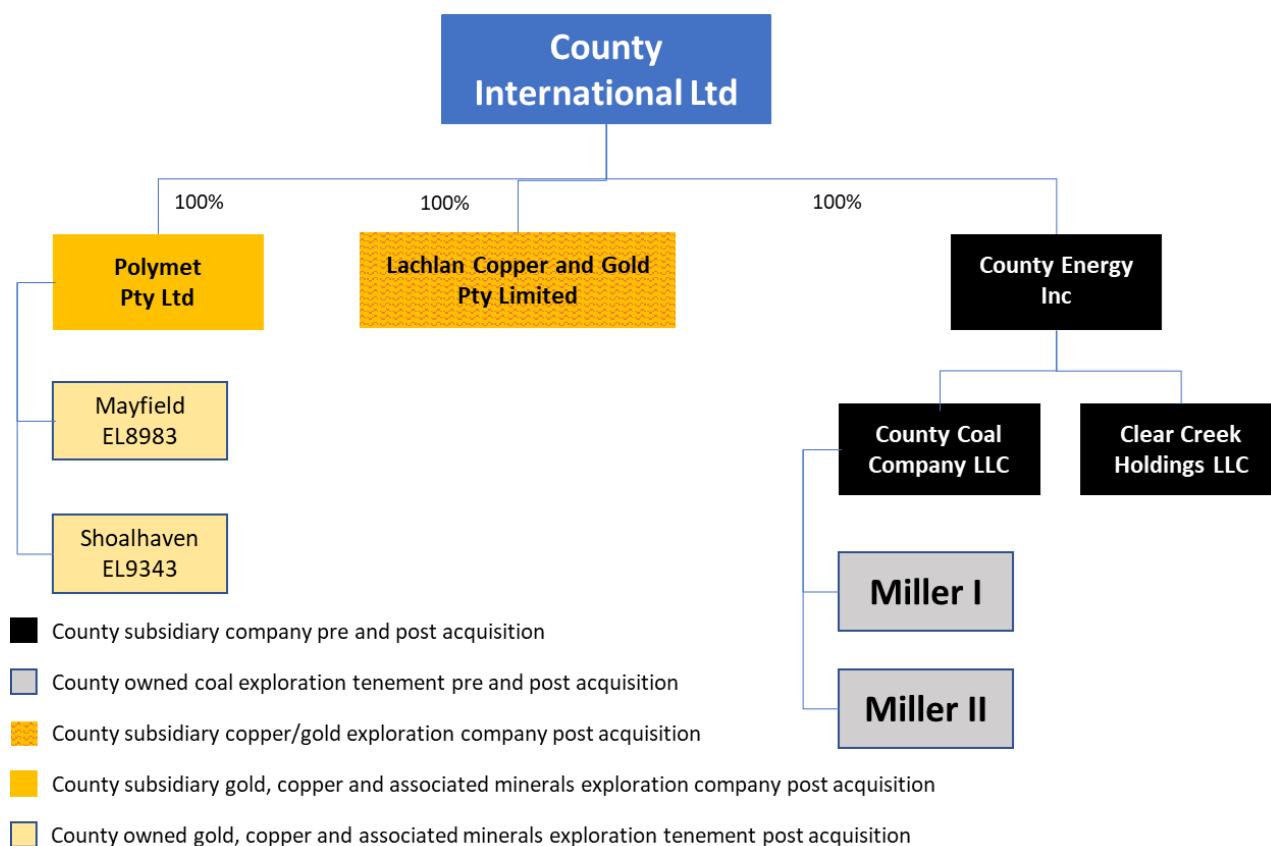 County
International Ltd
100%
100%
100%
Polymet
Pty Ltd
Lachlan Copper and Gold
Pty Limited
County Energy
Inc
Mayfield
EL8983
County Coal
Company LLC
Clear Creek
Holdings LLC
Shoalhaven
EL9343
Miller I
Miller II
County subsidiary company pre and post acquisition
County owned coal exploration tenement pre and post acquisition
County subsidiary copper/gold exploration company post acquisition
County subsidiary gold, copper and associated minerals exploration company post acquisition
County owned gold, copper and associated minerals exploration tenement post acquisition